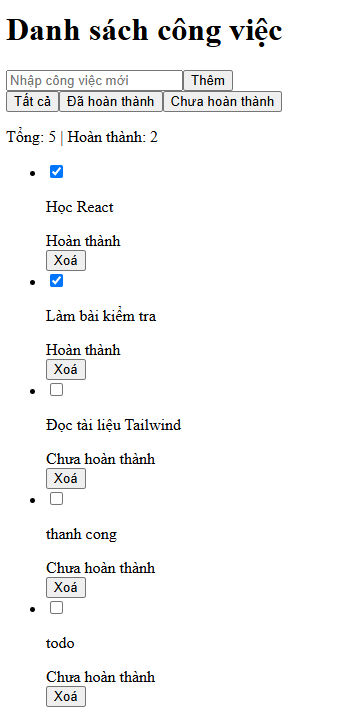 Danh sách công việc
Nhập công việc mới Thêm
Tất cả Đã hoàn thành Chưa hoàn thành
Tổng: 5 | Hoàn thành: 2
Học React
Hoàn thành
Xoá
Làm bài kiểm tra
Hoàn thành
Xoá
Đọc tài liệu Tailwind
Chưa hoàn thành
Xoá
thanh cong
Chưa hoàn thành
Xoá
todo
Chưa hoàn thành
Xoá